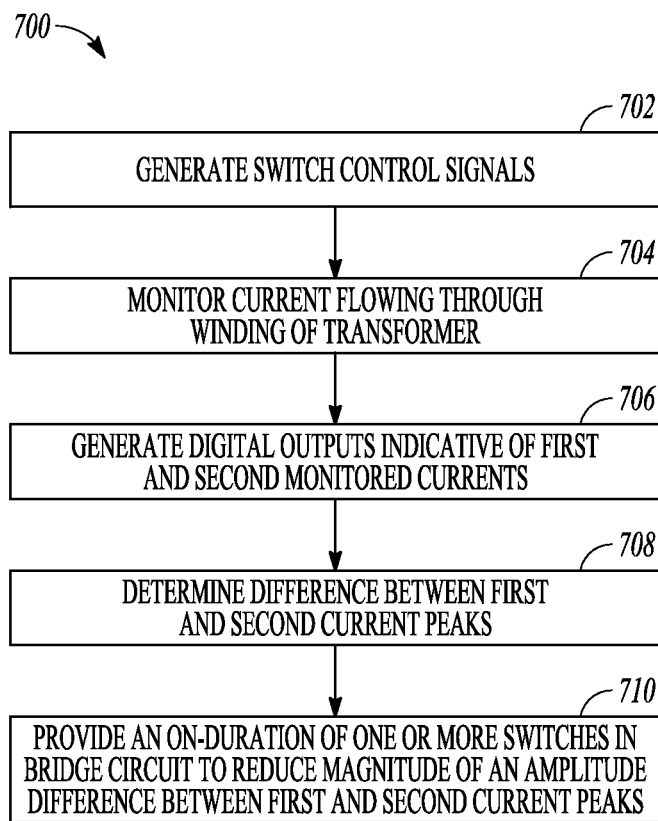 700
702
GENERATE SWITCH CONTROL SIGNALS
704
MONITOR CURRENT FLOWING THROUGH
WINDING OF TRANSFORMER
706
GENERATE DIGITAL OUTPUTS INDICATIVE OF FIRST
AND SECOND MONITORED CURRENTS
708
DETERMINE DIFFERENCE BETWEEN FIRST
AND SECOND CURRENT PEAKS
710
PROVIDE AN ON-DURATION OF ONE OR MORE SWITCHES IN
BRIDGE CIRCUIT TO REDUCE MAGNITUDE OF AN AMPLITUDE
DIFFERENCE BETWEEN FIRST AND SECOND CURRENT PEAKS